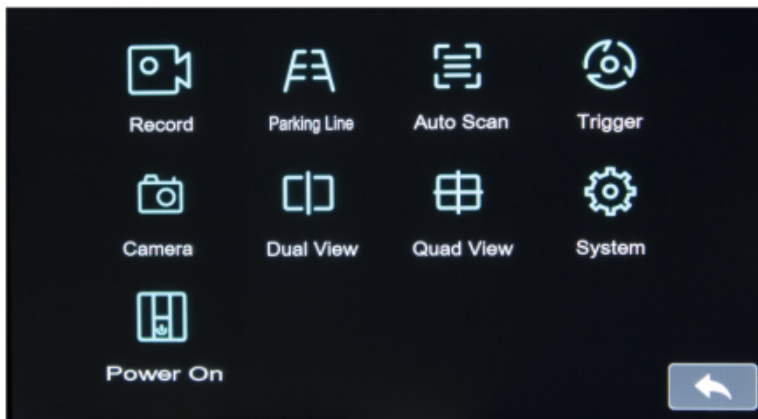 Record Parking Line Auto Scan Trigger
Camera Dual View Quad View System
Power On